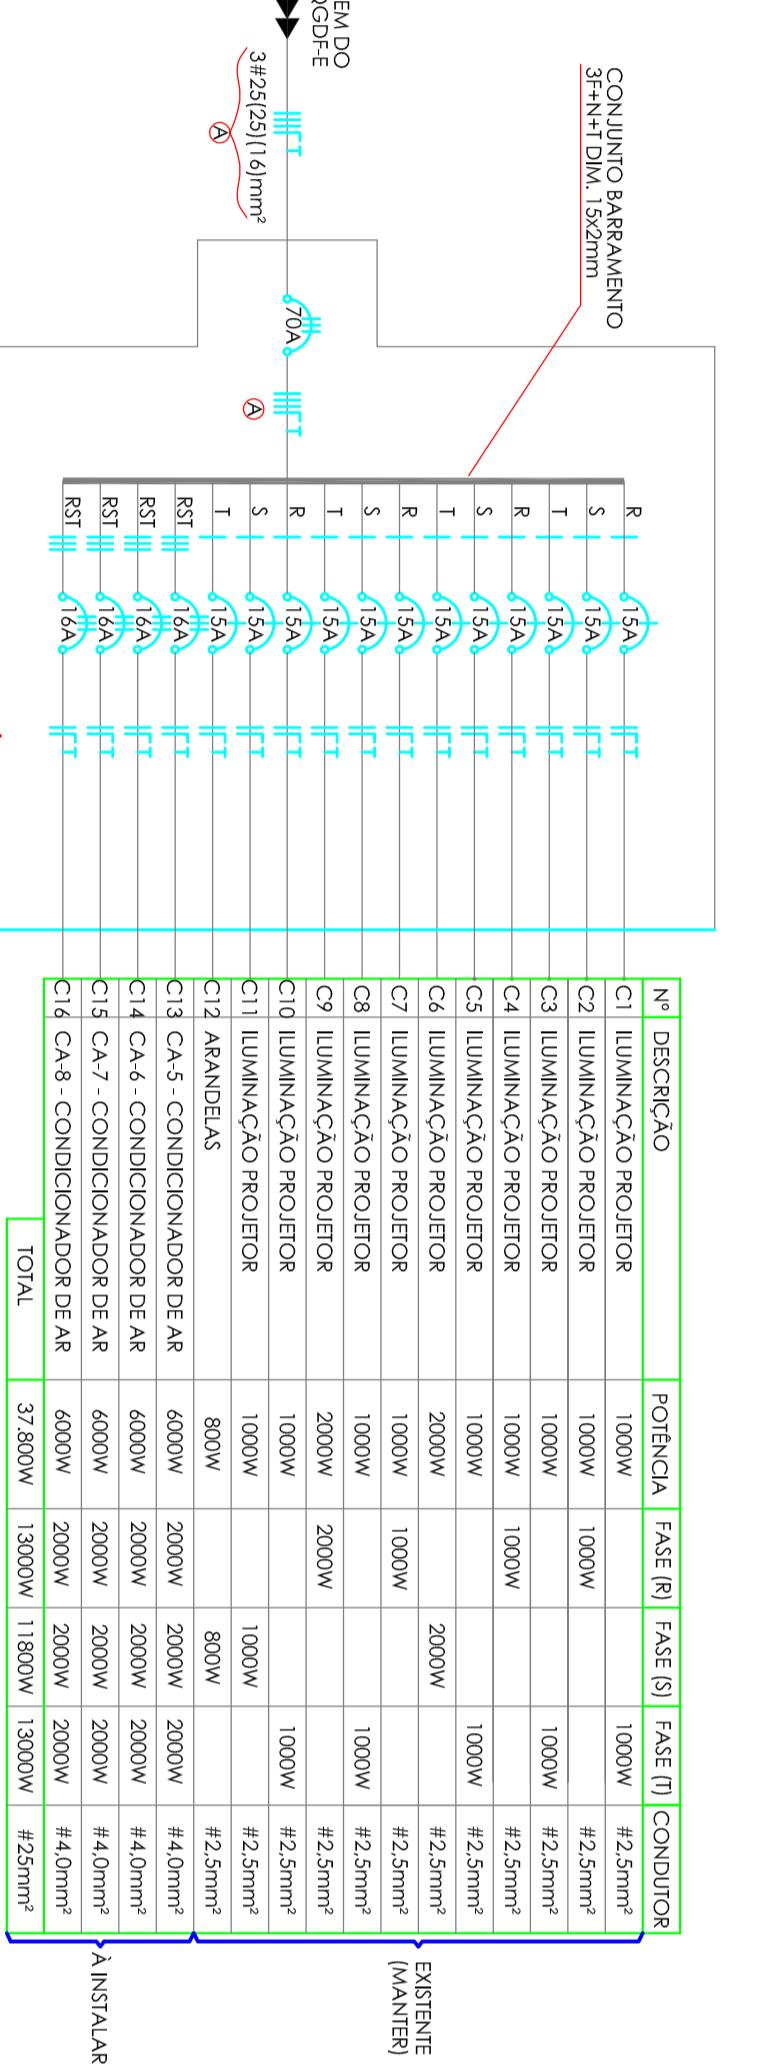 EM DO
QGDF-E
3#25(25)(16)mm²
A
CONJUNTO BARRAMENTO
3F+N+T DIM. 15x2mm
70A
A
R 15A
S 15A
T 15A
R 15A
S 15A
T 15A
R 15A
S 15A
T 15A
R 15A
S 15A
T 15A
RST 16A
RST 16A
RST 16A
RST 16A
Nº DESCRIÇÃO POTÊNCIA FASE (R) FASE (S) FASE (T) CONDUTOR
C1 ILUMINAÇÃO PROJETOR 1000W 1000W #2,5mm²
C2 ILUMINAÇÃO PROJETOR 1000W 1000W #2,5mm²
C3 ILUMINAÇÃO PROJETOR 1000W 1000W #2,5mm²
C4 ILUMINAÇÃO PROJETOR 1000W 1000W #2,5mm²
C5 ILUMINAÇÃO PROJETOR 1000W 1000W #2,5mm²
C6 ILUMINAÇÃO PROJETOR 2000W 2000W #2,5mm²
C7 ILUMINAÇÃO PROJETOR 1000W 1000W #2,5mm²
C8 ILUMINAÇÃO PROJETOR 1000W 1000W #2,5mm²
C9 ILUMINAÇÃO PROJETOR 2000W 2000W #2,5mm²
C10 ILUMINAÇÃO PROJETOR 1000W 1000W #2,5mm²
C11 ILUMINAÇÃO PROJETOR 1000W 1000W #2,5mm²
C12 ARANDELAS 800W 800W #2,5mm²
C13 CA-5 - CONDICIONADOR DE AR 6000W 2000W 2000W 2000W #4,0mm²
C14 CA-6 - CONDICIONADOR DE AR 6000W 2000W 2000W 2000W #4,0mm²
C15 CA-7 - CONDICIONADOR DE AR 6000W 2000W 2000W 2000W #4,0mm²
C16 CA-8 - CONDICIONADOR DE AR 6000W 2000W 2000W 2000W #4,0mm²
TOTAL 37.800W 13000W 11800W 13000W #25mm²
EXISTENTE
(MANTER)
À INSTALAR